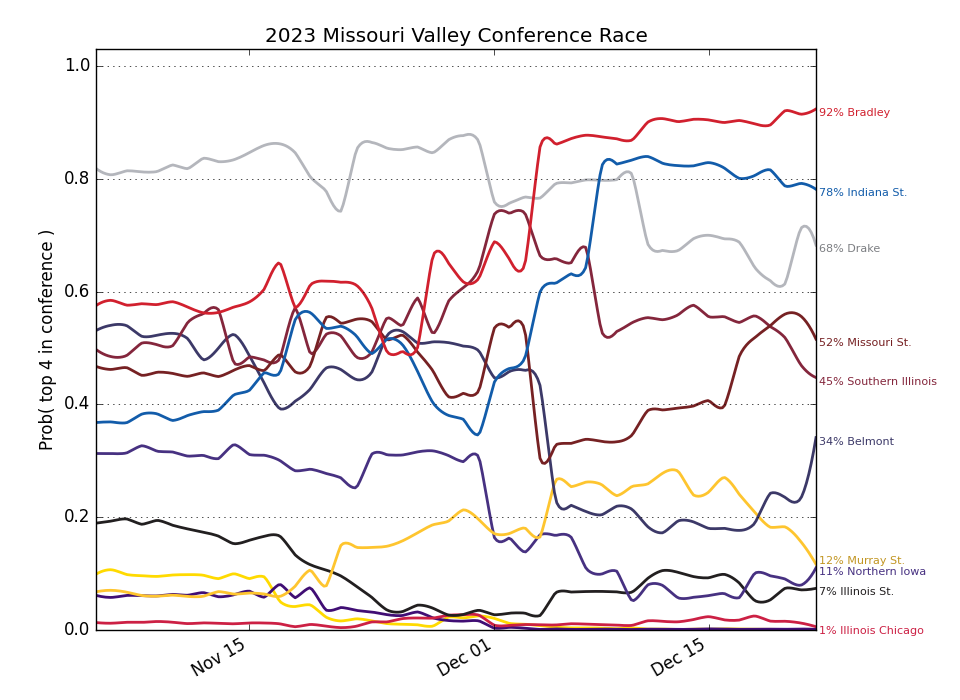 2023 Missouri Valley Conference Race
Prob( top 4 in conference )
1.0
0.8
0.6
0.4
0.2
0.0
Nov 15
Dec 01
Dec 15
92% Bradley
78% Indiana St.
68% Drake
52% Missouri St.
45% Southern Illinois
34% Belmont
12% Murray St.
11% Northern Iowa
7% Illinois St.
1% Illinois Chicago